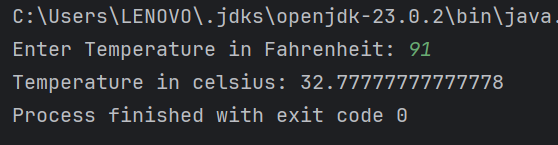 C:\Users\LENOVO\.jdks\openjdk-23.0.2\bin\java.
Enter Temperature in Fahrenheit: 91
Temperature in celsius: 32.77777777777778
Process finished with exit code 0